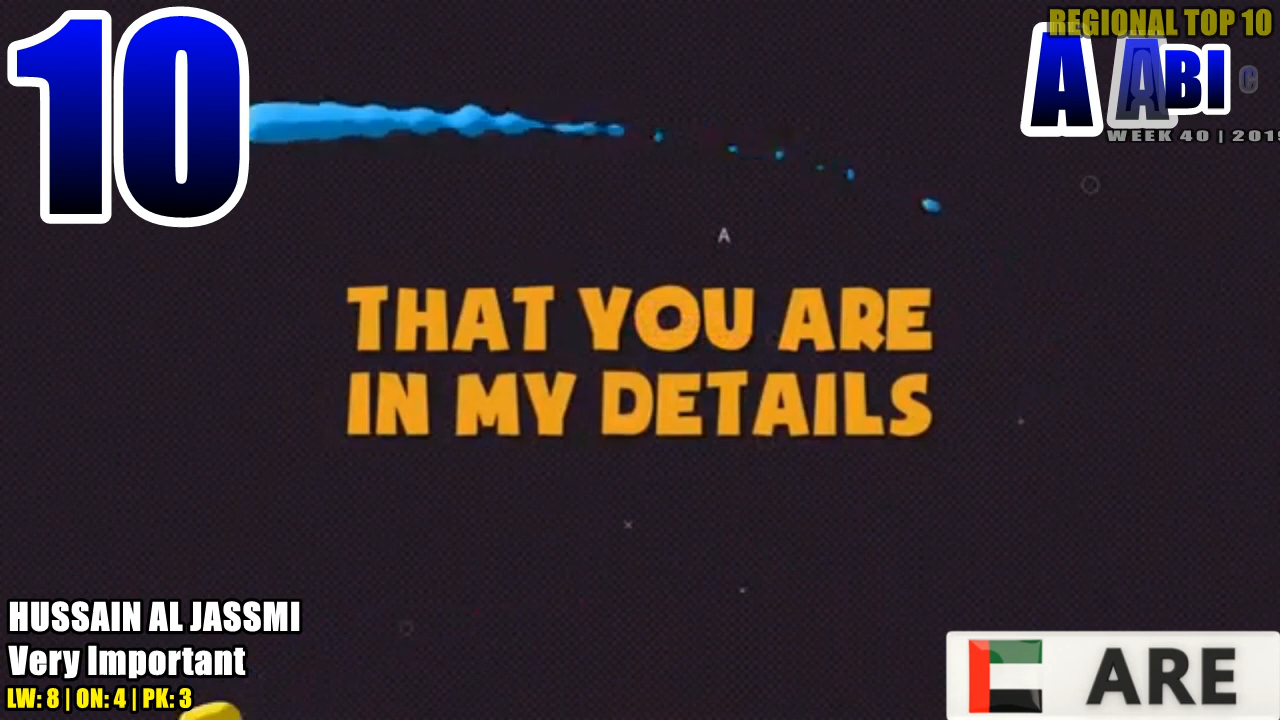 10
REGIONAL TOP 10
WEEK 40 | 201
A
THAT YOU ARE
IN MY DETAILS
HUSSAIN AL JASSMI
Very Important
LW: 8 | ON: 4 | PK: 3
ARE